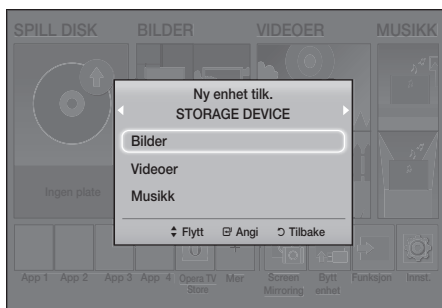 SPILL DISK BILDER VIDEOER MUSIKK
Ny enhet tilk.
STORAGE DEVICE
Bilder
Videoer
Musikk
Flytt Angi Tilbake
Ingen plate
App 1 App 2 App 3 App 4 Opera TV Store Mer Screen Mirroring Bytt enhet Funksjon Innst.